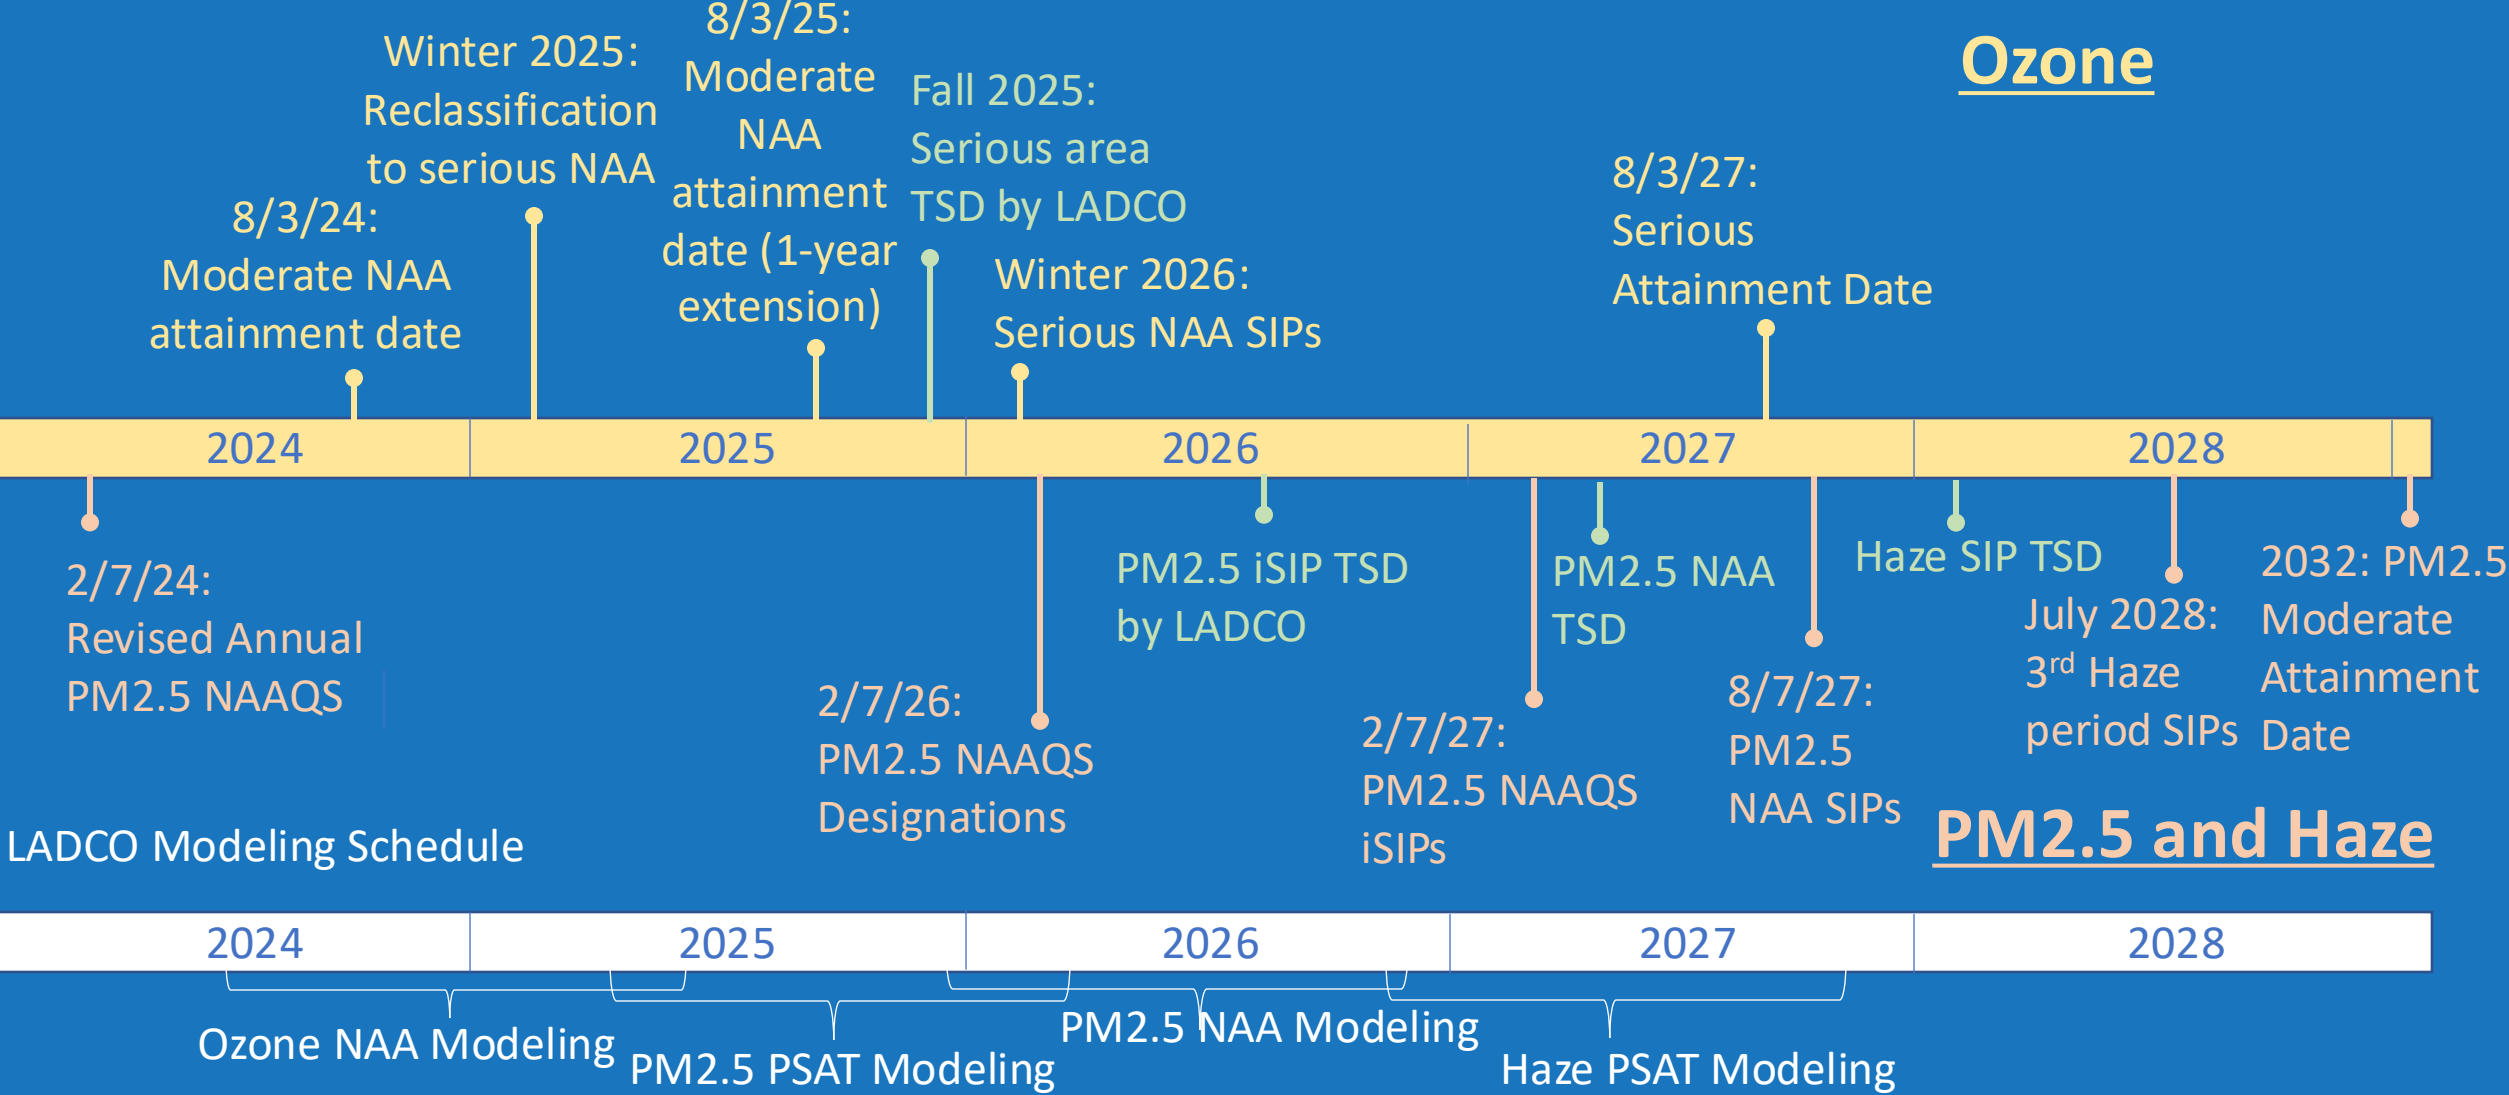 Ozone
8/3/24:
Moderate NAA
attainment date
Winter 2025:
Reclassification
to serious NAA
8/3/25:
Moderate
NAA
attainment
date (1-year
extension)
Fall 2025:
Serious area
TSD by LADCO
Winter 2026:
Serious NAA SIPs
8/3/27:
Serious
Attainment Date
2024
2025
2026
2027
2028
2/7/24:
Revised Annual
PM2.5 NAAQS
2/7/26:
PM2.5 NAAQS
Designations
PM2.5 iSIP TSD
by LADCO
2/7/27:
PM2.5 NAAQS
iSIPs
PM2.5 NAA
TSD
8/7/27:
PM2.5
NAA SIPs
Haze SIP TSD
July 2028:
3rd Haze
period SIPs
2032: PM2.5
Moderate
Attainment
Date
PM2.5 and Haze
LADCO Modeling Schedule
2024
2025
2026
2027
2028
Ozone NAA Modeling
PM2.5 PSAT Modeling
PM2.5 NAA Modeling
Haze PSAT Modeling